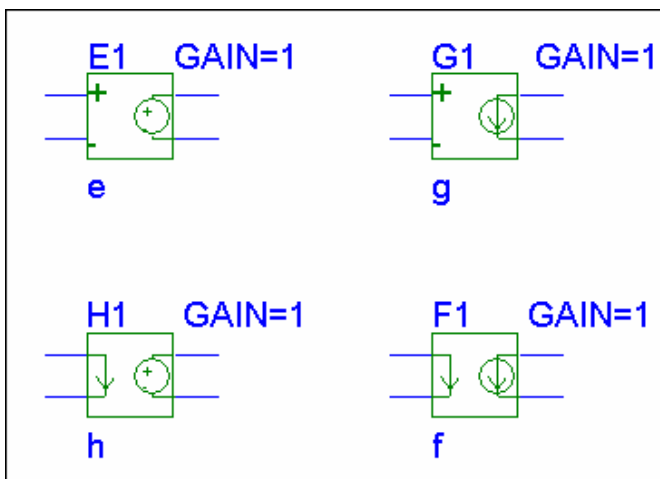 E1 GAIN=1 G1 GAIN=1
+ + + 
- -
e g
H1 GAIN=1 F1 GAIN=1
+
h f